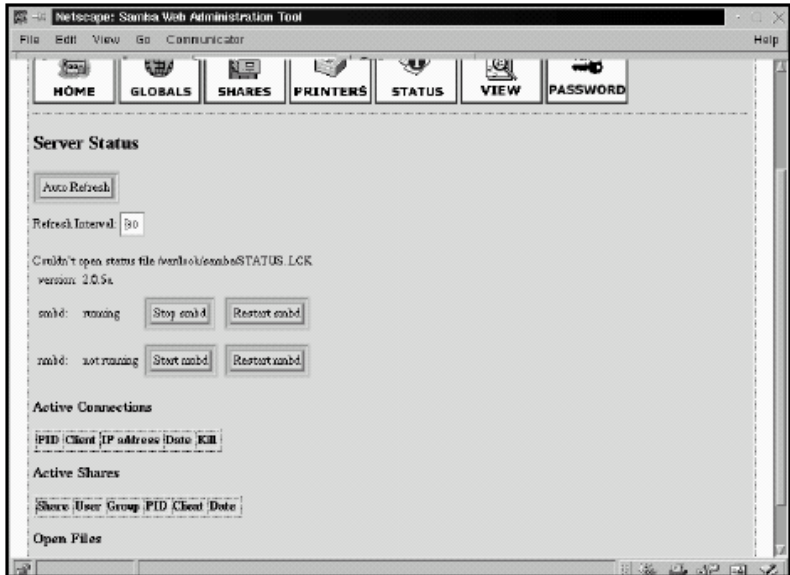 Netscape: Samba Web Administration Tool
File Edit View Go Communicator Help
HOME GLOBALS SHARES PRINTERS STATUS VIEW PASSWORD
Server Status
Auto Refresh
Refresh Interval: 30
Couldn't open status file /var/lock/samba/STATUS..LCK
version: 2.0.5a
smbd: running Stop smbd Restart smbd
nmbd: not running Start nmbd Restart nmbd
Active Connections
PID Client IP address Date Kill
Active Shares
Share User Group PID Client Date
Open Files